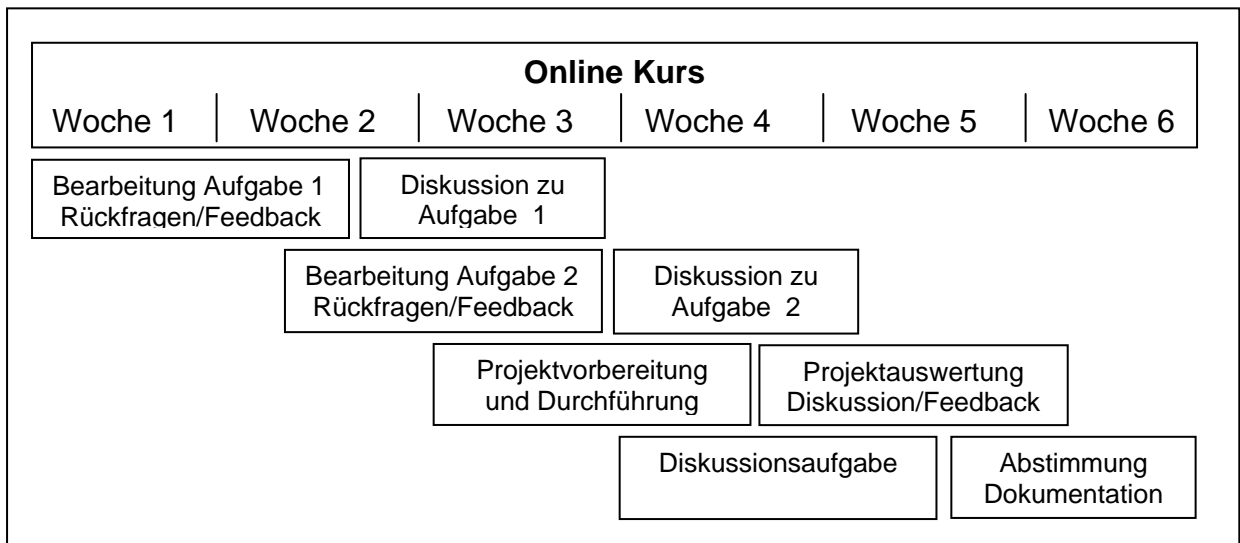 Online Kurs
Woche 1 Woche 2 Woche 3 Woche 4 Woche 5 Woche 6
Bearbeitung Aufgabe 1
Rückfragen/Feedback
Diskussion zu
Aufgabe 1
Bearbeitung Aufgabe 2
Rückfragen/Feedback
Diskussion zu
Aufgabe 2
Projektvorbereitung
und Durchführung
Projektauswertung
Diskussion/Feedback
Diskussionsaufgabe
Abstimmung
Dokumentation